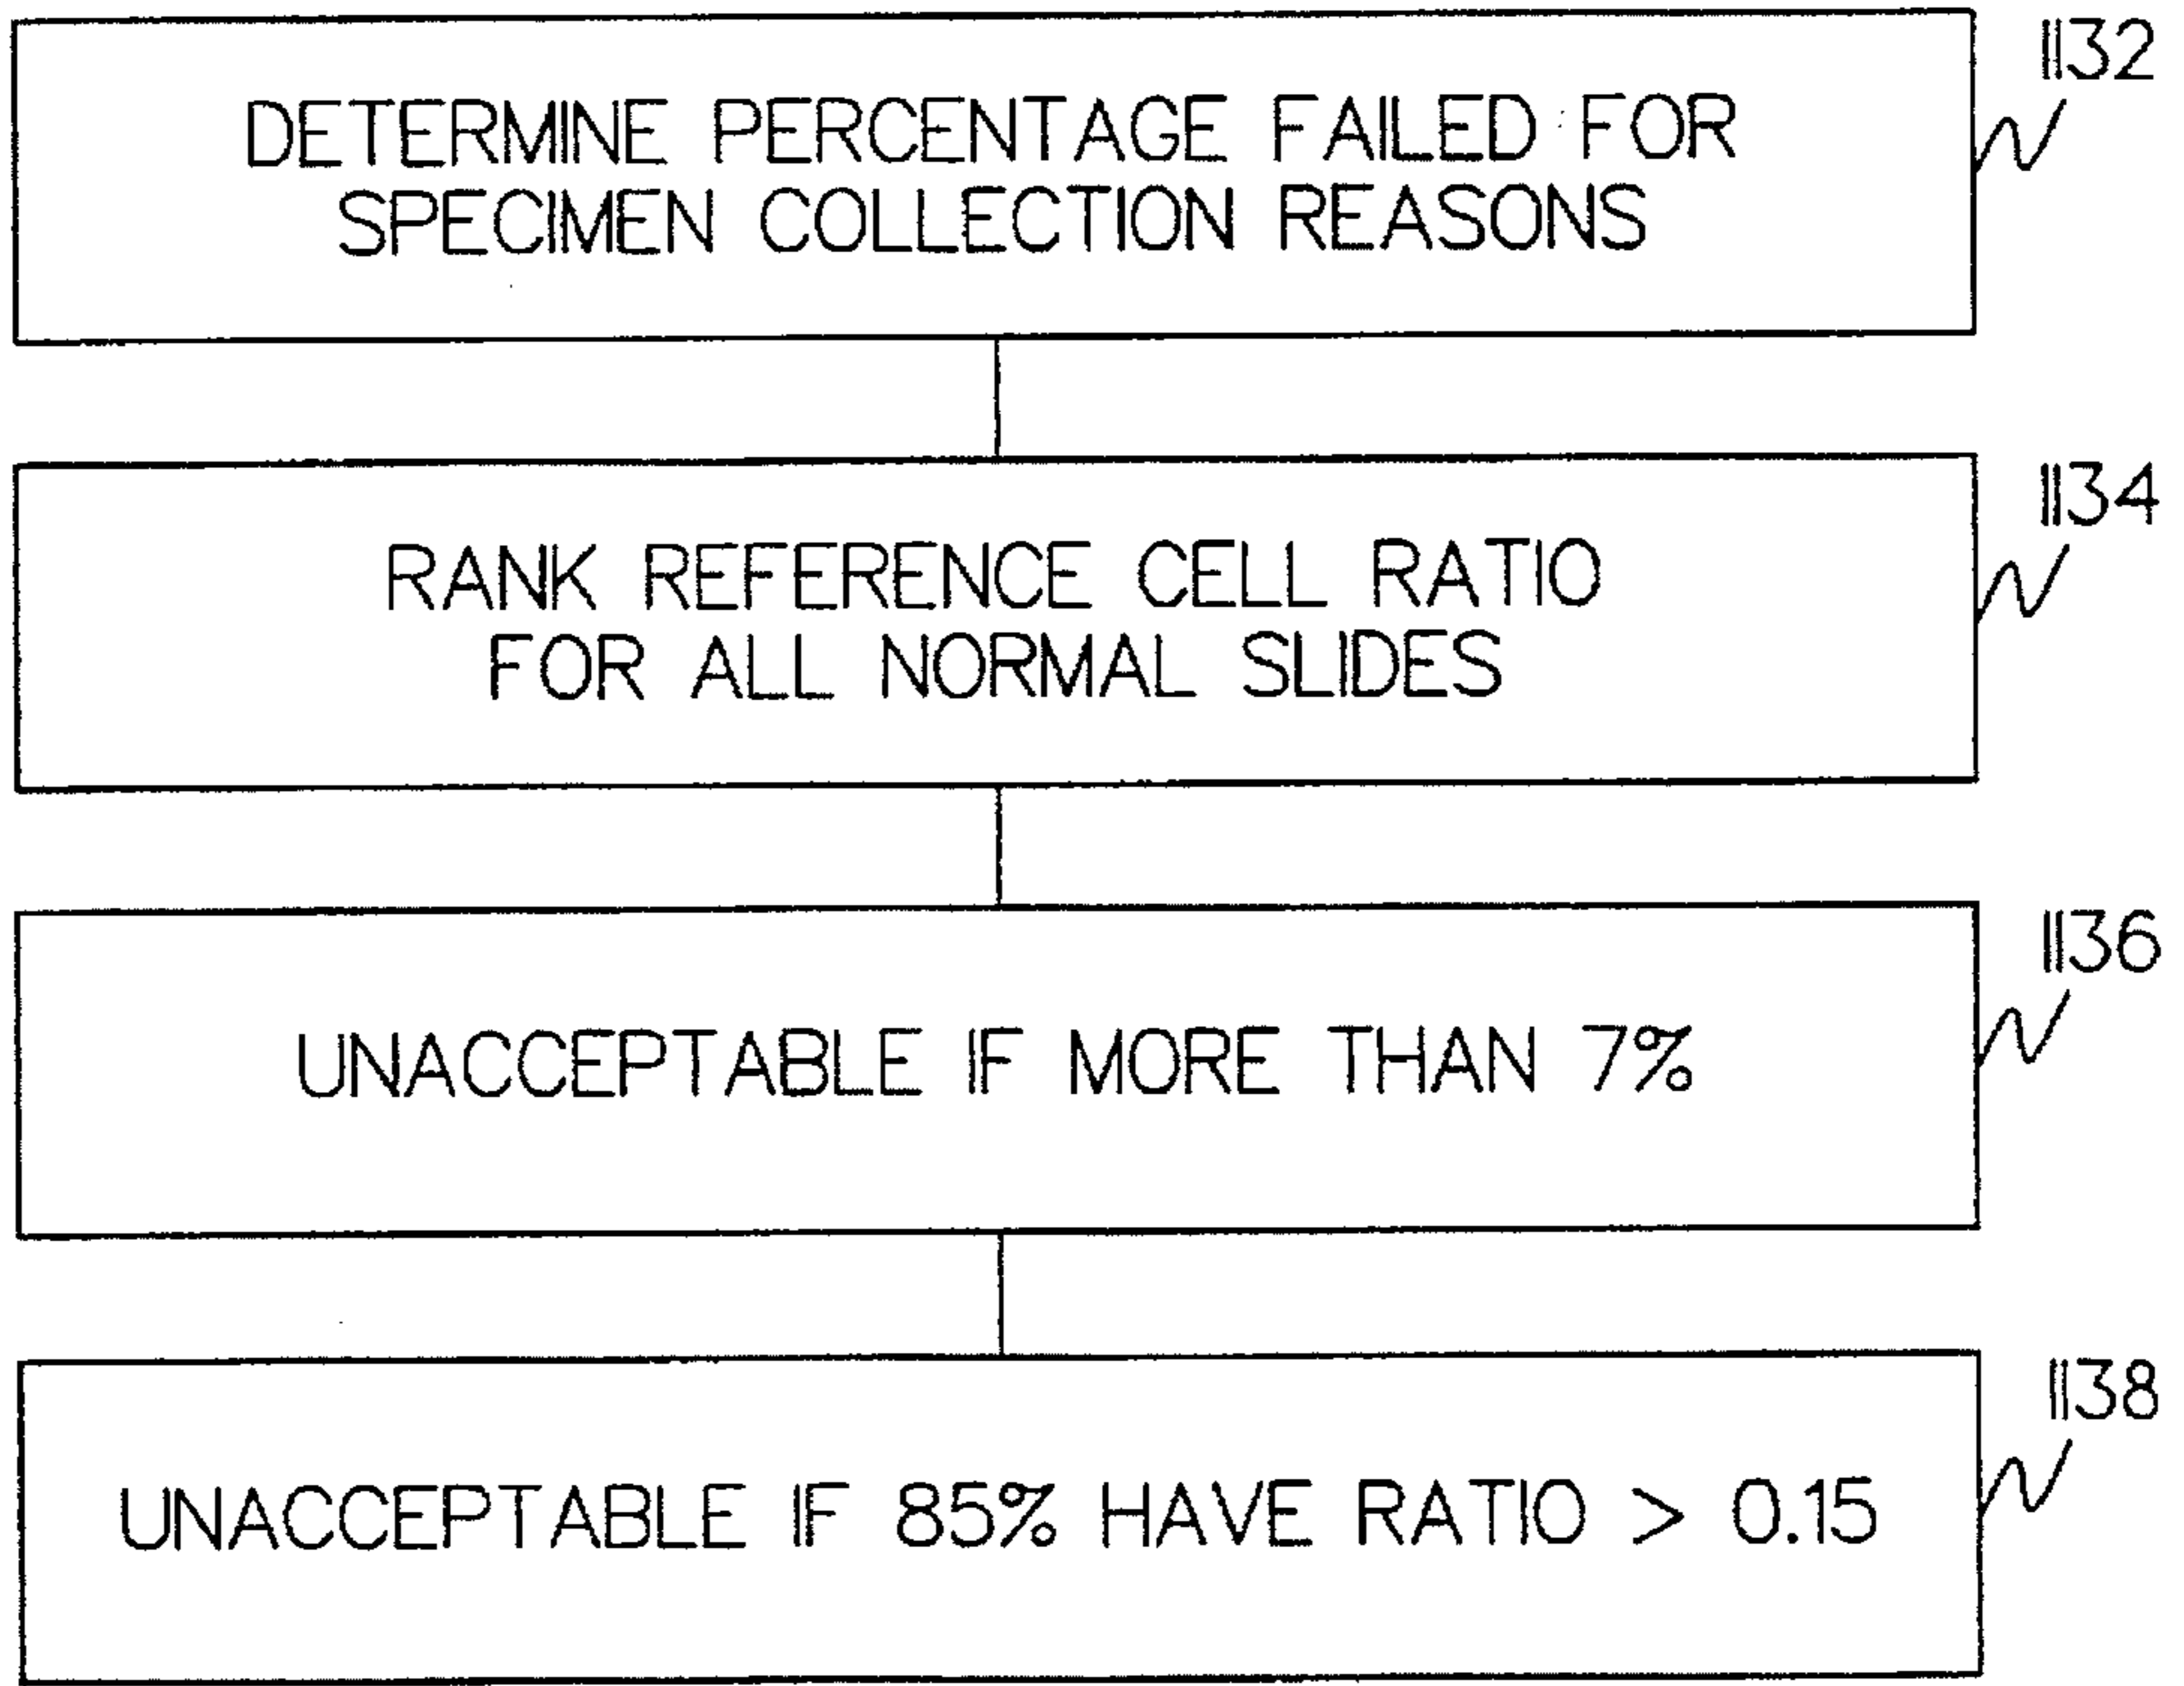 1132
DETERMINE PERCENTAGE FAILED FOR
SPECIMEN COLLECTION REASONS
1134
RANK REFERENCE CELL RATIO
FOR ALL NORMAL SLIDES
1136
UNACCEPTABLE IF MORE THAN 7%
1138
UNACCEPTABLE IF 85% HAVE RATIO > 0.15